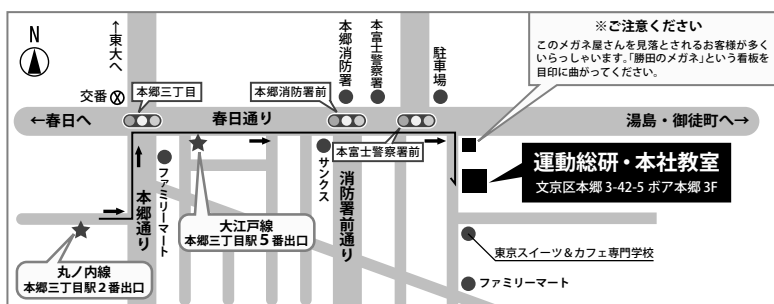 N
↑東大へ
本郷消防署
本富士警察署
駐車場
※ご注意ください
このメガネ屋さんを見落とされるお客様が多く
いらっしゃいます。「勝田のメガネ」という看板を
目印に曲がってください。
交番
本郷三丁目
本郷消防署前
←春日へ
春日通り
湯島・御徒町へ→
本富士警察署前
運動総研・本社教室
文京区本郷 3-42-5 ボア本郷 3F
本郷通り
ファミリーマート
サンクス
消防署前通り
大江戸線
本郷三丁目駅5番出口
丸ノ内線
本郷三丁目駅2番出口
東京スイーツ&カフェ専門学校
ファミリーマート